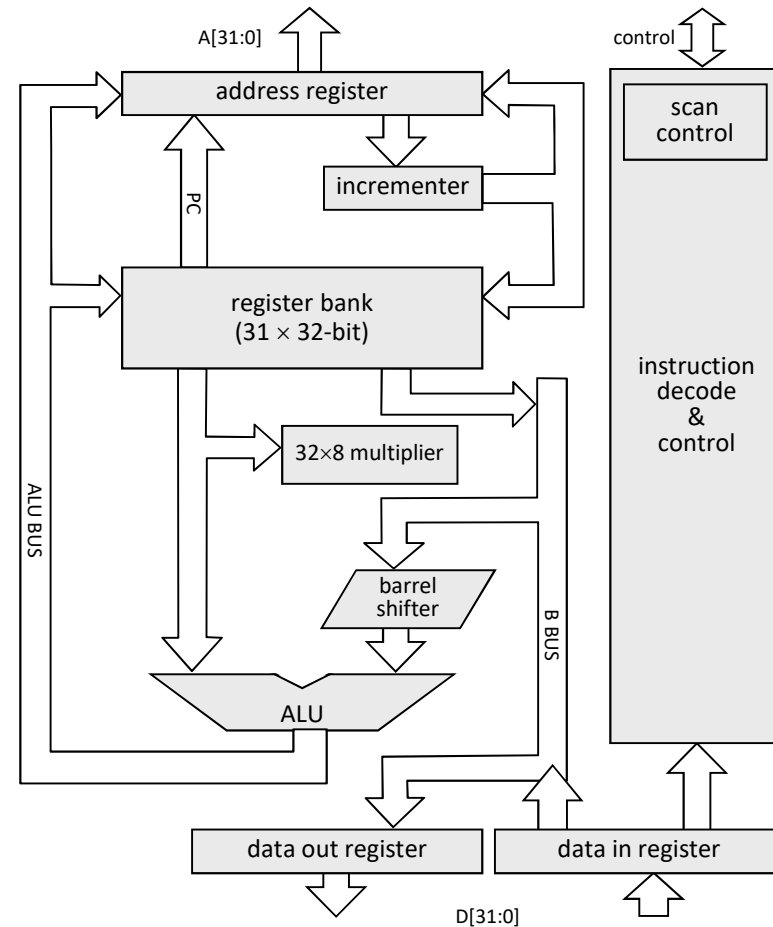 A[31:0]
control
address register
scan
control
incrementer
PC
register bank
(31 × 32-bit)
instruction
decode
&
control
32×8 multiplier
ALU BUS
barrel
shifter
B BUS
ALU
data out register
data in register
D[31:0]